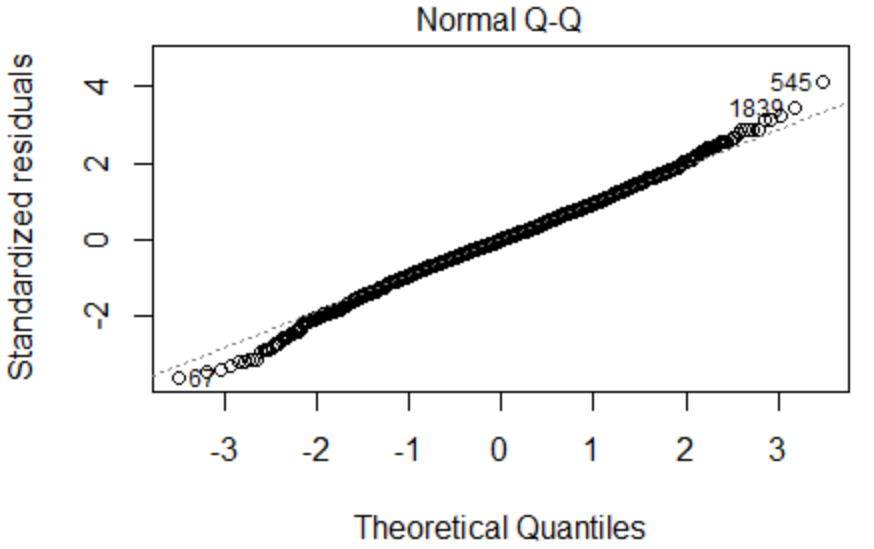 Normal Q-Q
Standardized residuals
4
2
0
-2
545
1839
67
-3 -2 -1 0 1 2 3
Theoretical Quantiles